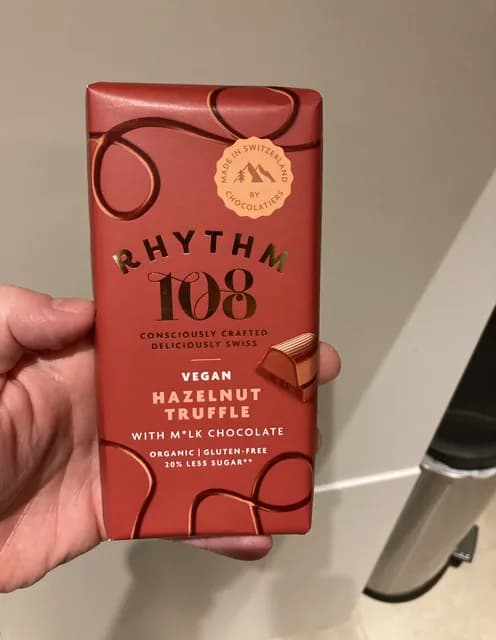 MADE IN SWITZERLAND
BY
CHOCOLATIERS
RHYTHM
108
CONSCIOUSLY CRAFTED
DELICIOUSLY SWISS
VEGAN
HAZELNUT
TRUFFLE
WITH M*LK CHOCOLATE
ORGANIC | GLUTEN-FREE
20% LESS SUGAR**